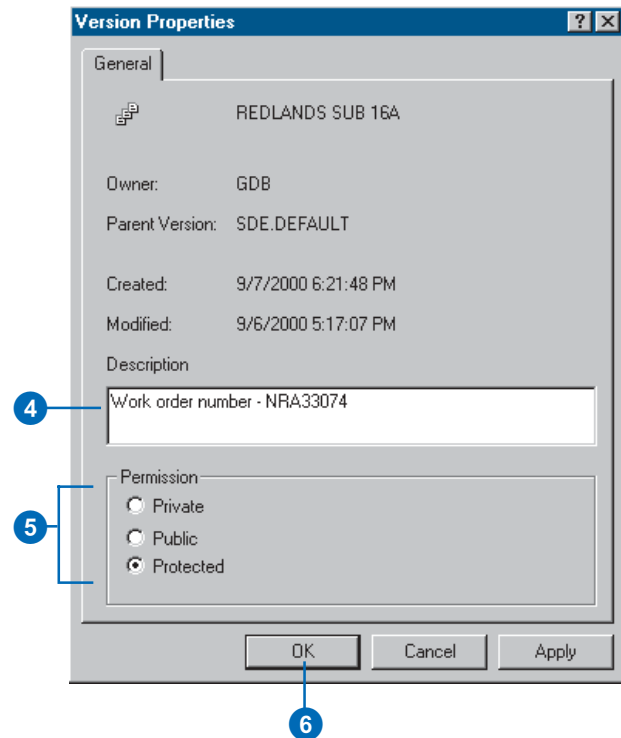 Version Properties
General
REDLANDS SUB 16A
Owner: GDB
Parent Version: SDE.DEFAULT
Created: 9/7/2000 6:21:48 PM
Modified: 9/6/2000 5:17:07 PM
Description
4
Work order number - NRA33074
Permission
5
Private
Public
Protected
OK Cancel Apply
6